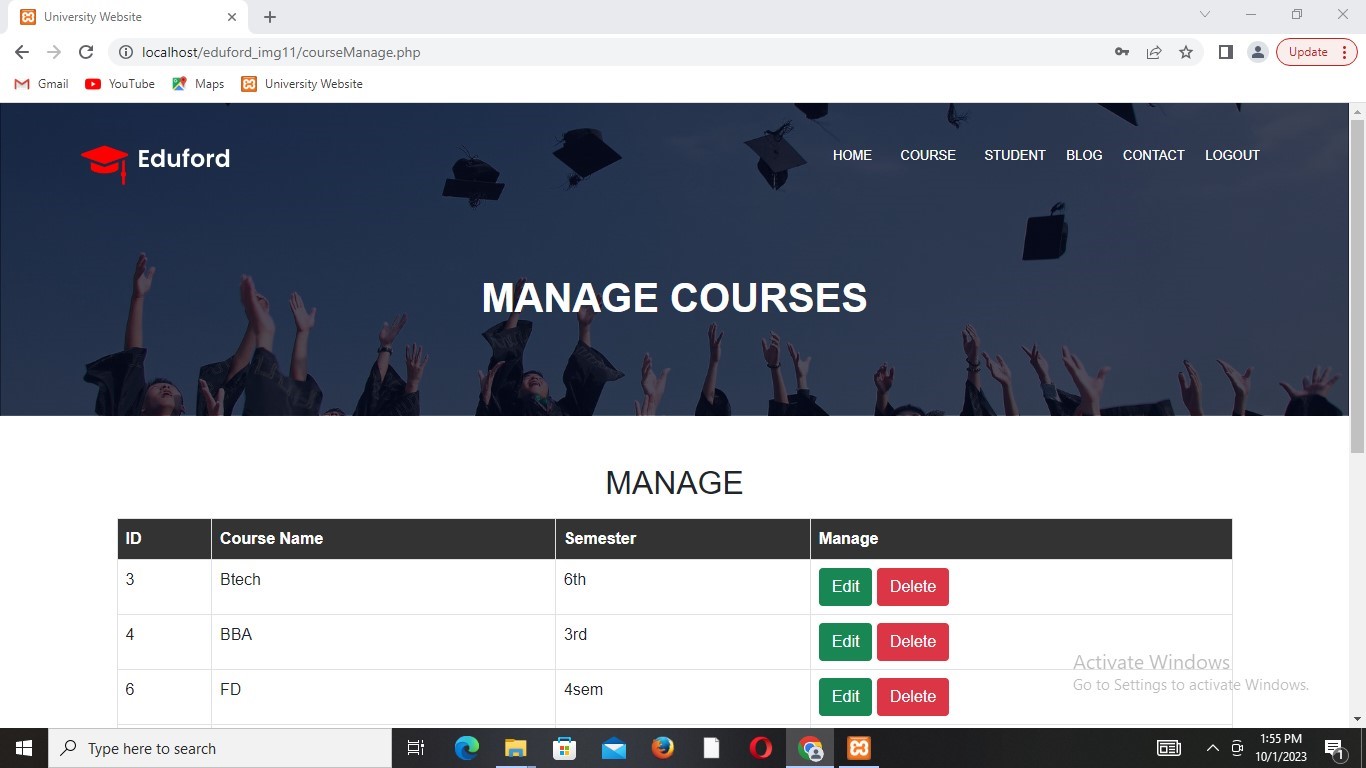 University Website
localhost/eduford_img11/courseManage.php
Update
Gmail YouTube Maps University Website
Eduford
HOME COURSE STUDENT BLOG CONTACT LOGOUT
MANAGE COURSES
MANAGE
ID Course Name Semester Manage
3 Btech 6th Edit Delete
4 BBA 3rd Edit Delete
6 FD 4sem Edit Delete
Activate Windows
Go to Settings to activate Windows.
Type here to search
1:55 PM
10/1/2023
1